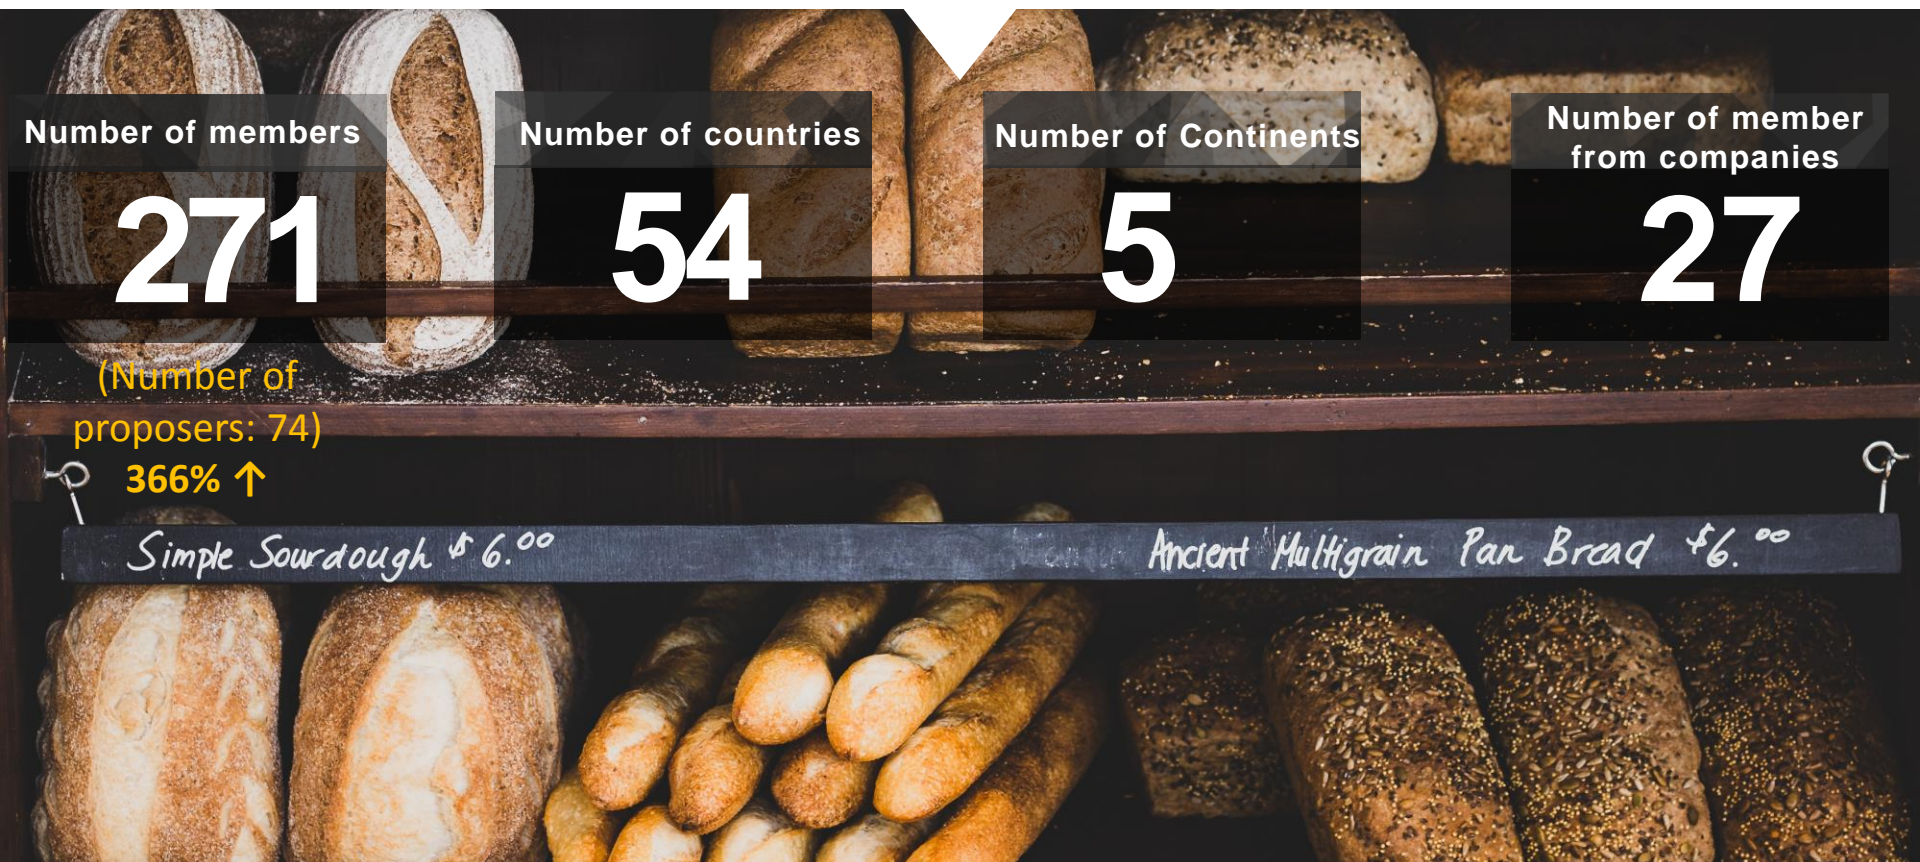 Number of members
271
(Number of
proposers: 74)
366% ↑
Number of countries
54
Number of Continents
5
Number of member
from companies
27
Simple Sourdough $6.00
Ancient Multigrain Pan Bread $6.00